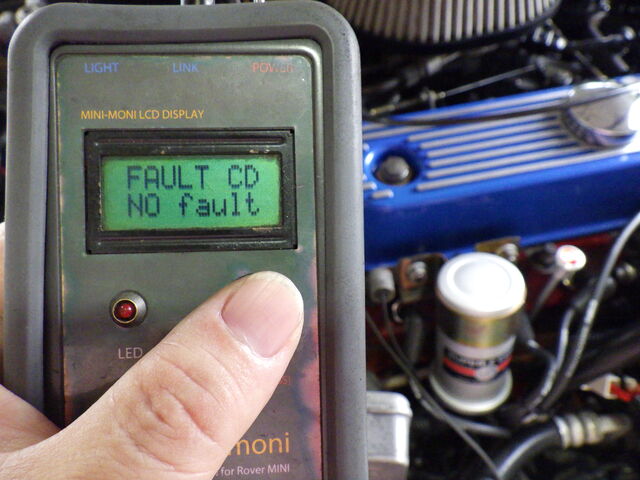 LIGHT LINK POWER
MINI-MONI LCD DISPLAY
FAULT CD
NO fault
LED
moni
for Rover MINI